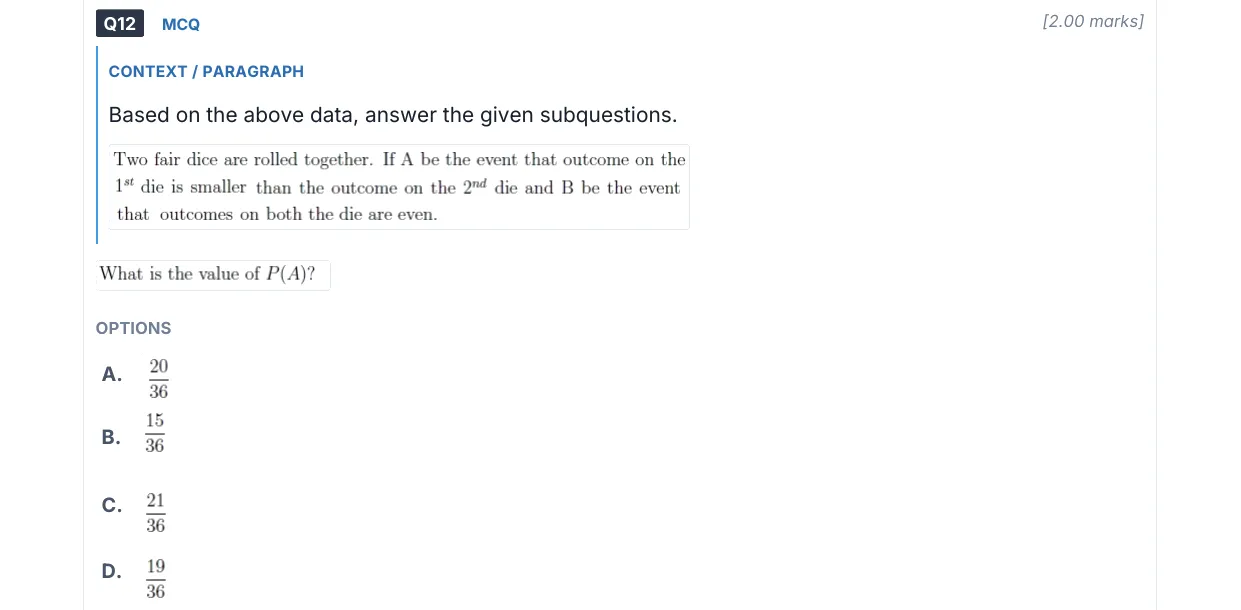 Q12 MCQ [2.00 marks]
CONTEXT / PARAGRAPH
Based on the above data, answer the given subquestions.
Two fair dice are rolled together. If A be the event that outcome on the
1st die is smaller than the outcome on the 2nd die and B be the event
that outcomes on both the die are even.
What is the value of P(A)?
OPTIONS
A. 20/36
B. 15/36
C. 21/36
D. 19/36